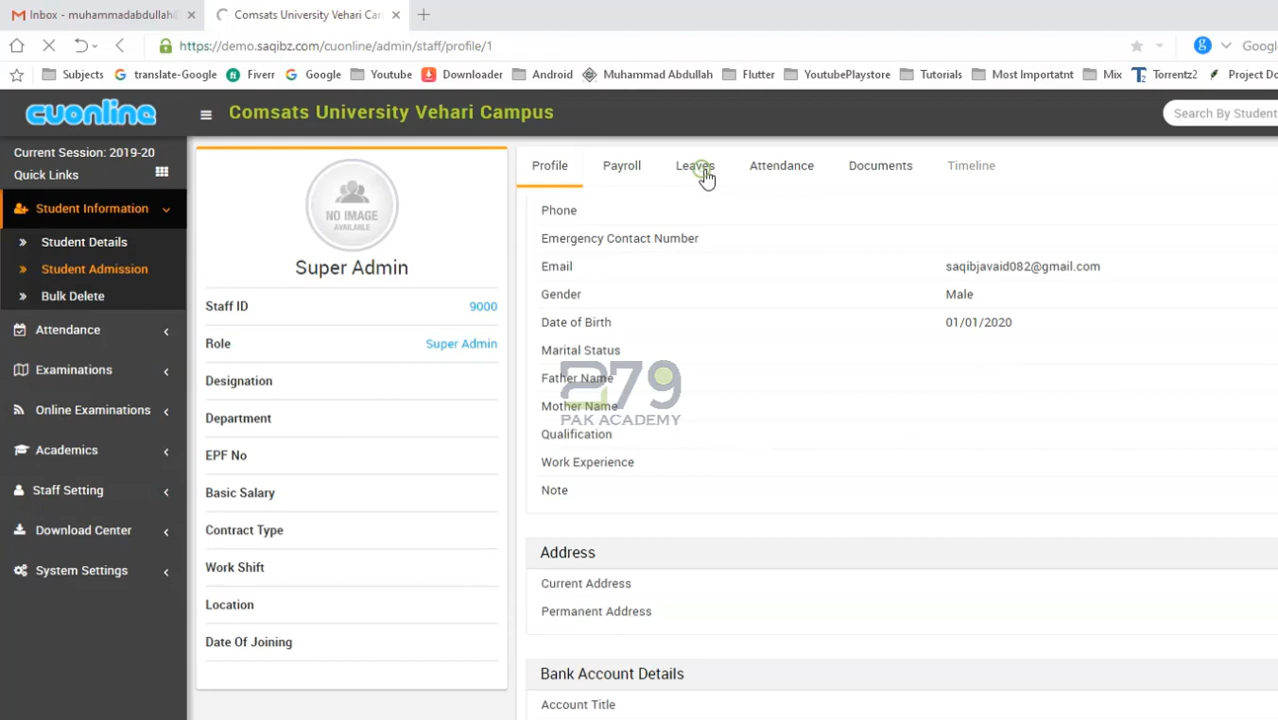 Inbox - muhammadabdullah
Comsats University Vehari Car
https://demo.saqibz.com/cuonline/admin/staff/profile/1
Googl
Subjects
translate-Google
Fiverr
Google
Youtube
Downloader
Android
Muhammad Abdullah
Flutter
YoutubePlaystore
Tutorials
Most Importatnt
Mix
Torrentz2
Project Do
cuonline
Comsats University Vehari Campus
Search By Student
Current Session: 2019-20
Quick Links
Student Information
Student Details
Student Admission
Bulk Delete
Attendance
Examinations
Online Examinations
Academics
Staff Setting
Download Center
System Settings
NO IMAGE
AVAILABLE
Super Admin
Staff ID 9000
Role Super Admin
Designation
Department
EPF No
Basic Salary
Contract Type
Work Shift
Location
Date Of Joining
Profile Payroll Leaves Attendance Documents Timeline
Phone
Emergency Contact Number
Email saqibjavaid082@gmail.com
Gender Male
Date of Birth 01/01/2020
Marital Status
Father Name
Mother Name
Qualification
Work Experience
Note
279
PAK ACADEMY
Address
Current Address
Permanent Address
Bank Account Details
Account Title